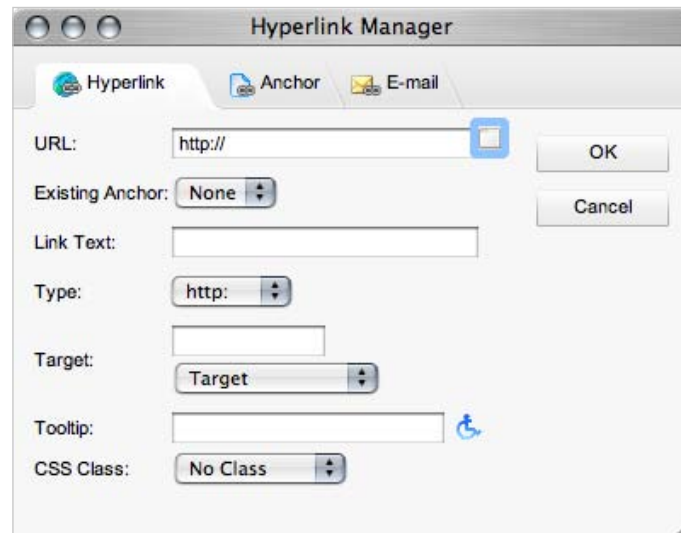 Hyperlink Manager
Hyperlink Anchor E-mail
URL: http://
OK
Existing Anchor: None
Cancel
Link Text:
Type: http:
Target:
Target
Tooltip:
CSS Class: No Class